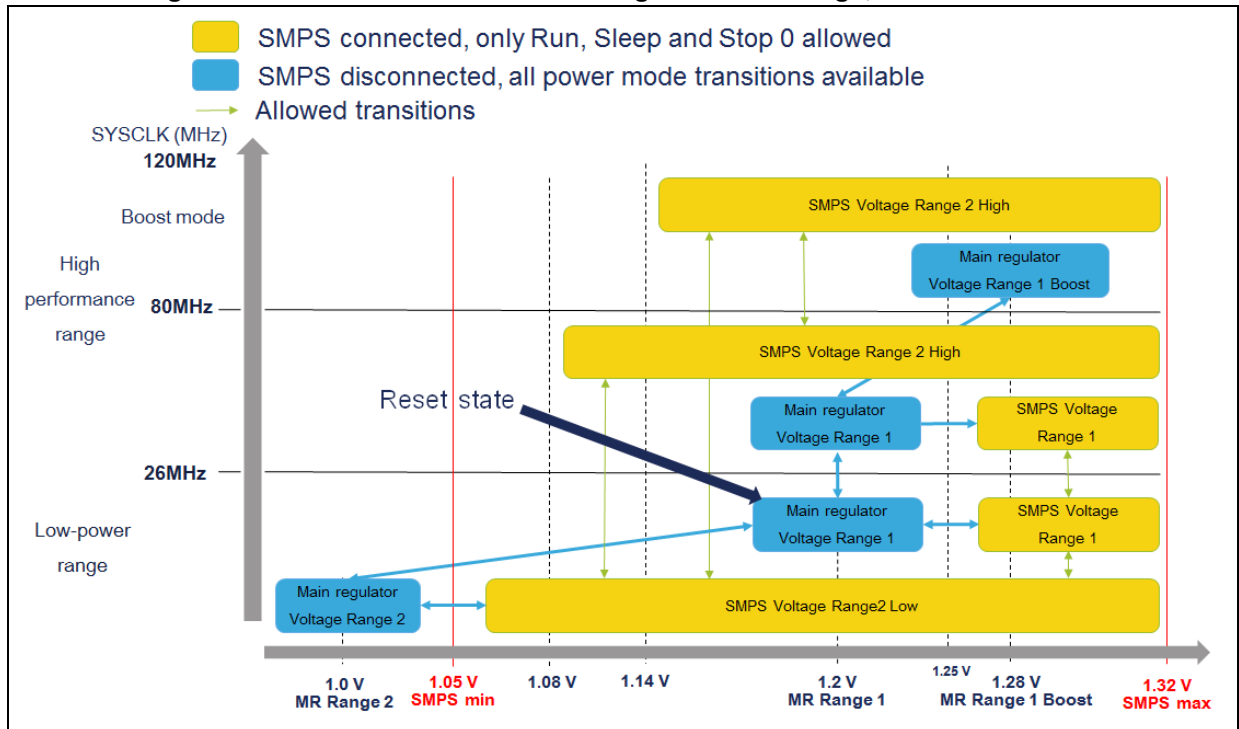 SMPS connected, only Run, Sleep and Stop 0 allowed
SMPS disconnected, all power mode transitions available
Allowed transitions
SYSCLK (MHz)
120MHz
Boost mode
SMPS Voltage Range 2 High
High
performance
range
80MHz
Main regulator
Voltage Range 1 Boost
SMPS Voltage Range 2 High
Reset state
Main regulator
Voltage Range 1
SMPS Voltage
Range 1
26MHz
Low-power
range
Main regulator
Voltage Range 1
SMPS Voltage
Range 1
Main regulator
Voltage Range 2
SMPS Voltage Range2 Low
1.0 V
MR Range 2
1.05 V
SMPS min
1.08 V
1.14 V
1.2 V
MR Range 1
1.25 V
1.28 V
MR Range 1 Boost
1.32 V
SMPS max